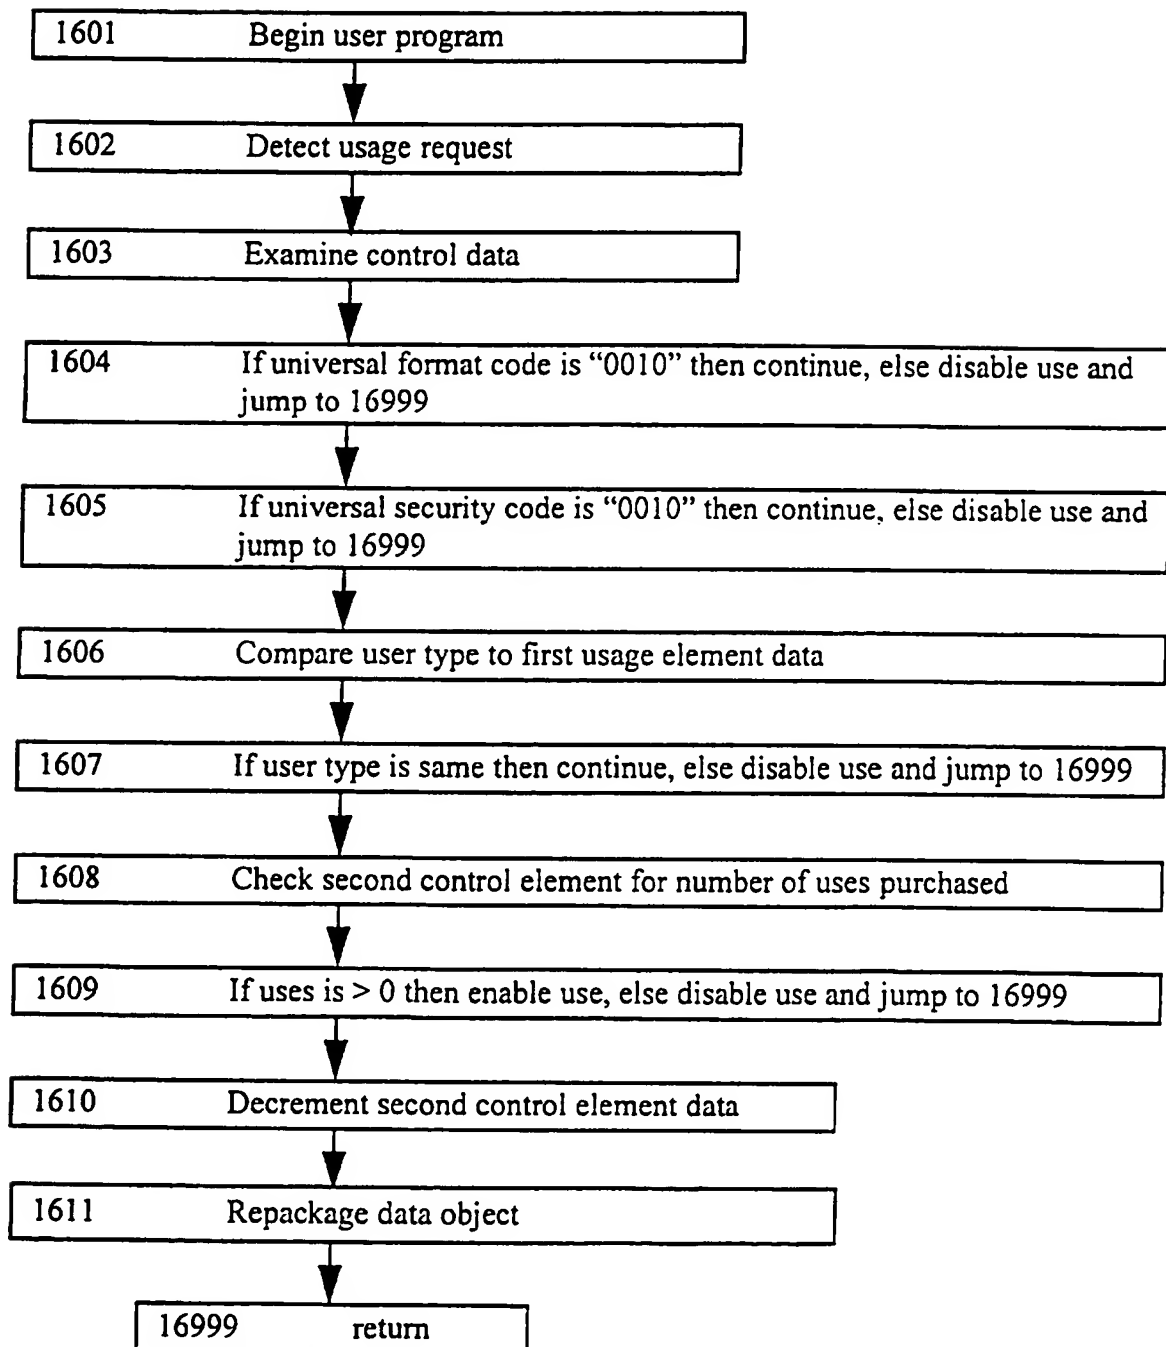 1601 Begin user program
1602 Detect usage request
1603 Examine control data
1604 If universal format code is “0010” then continue, else disable use and
jump to 16999
1605 If universal security code is “0010” then continue, else disable use and
jump to 16999
1606 Compare user type to first usage element data
1607 If user type is same then continue, else disable use and jump to 16999
1608 Check second control element for number of uses purchased
1609 If uses is > 0 then enable use, else disable use and jump to 16999
1610 Decrement second control element data
1611 Repackage data object
16999 return